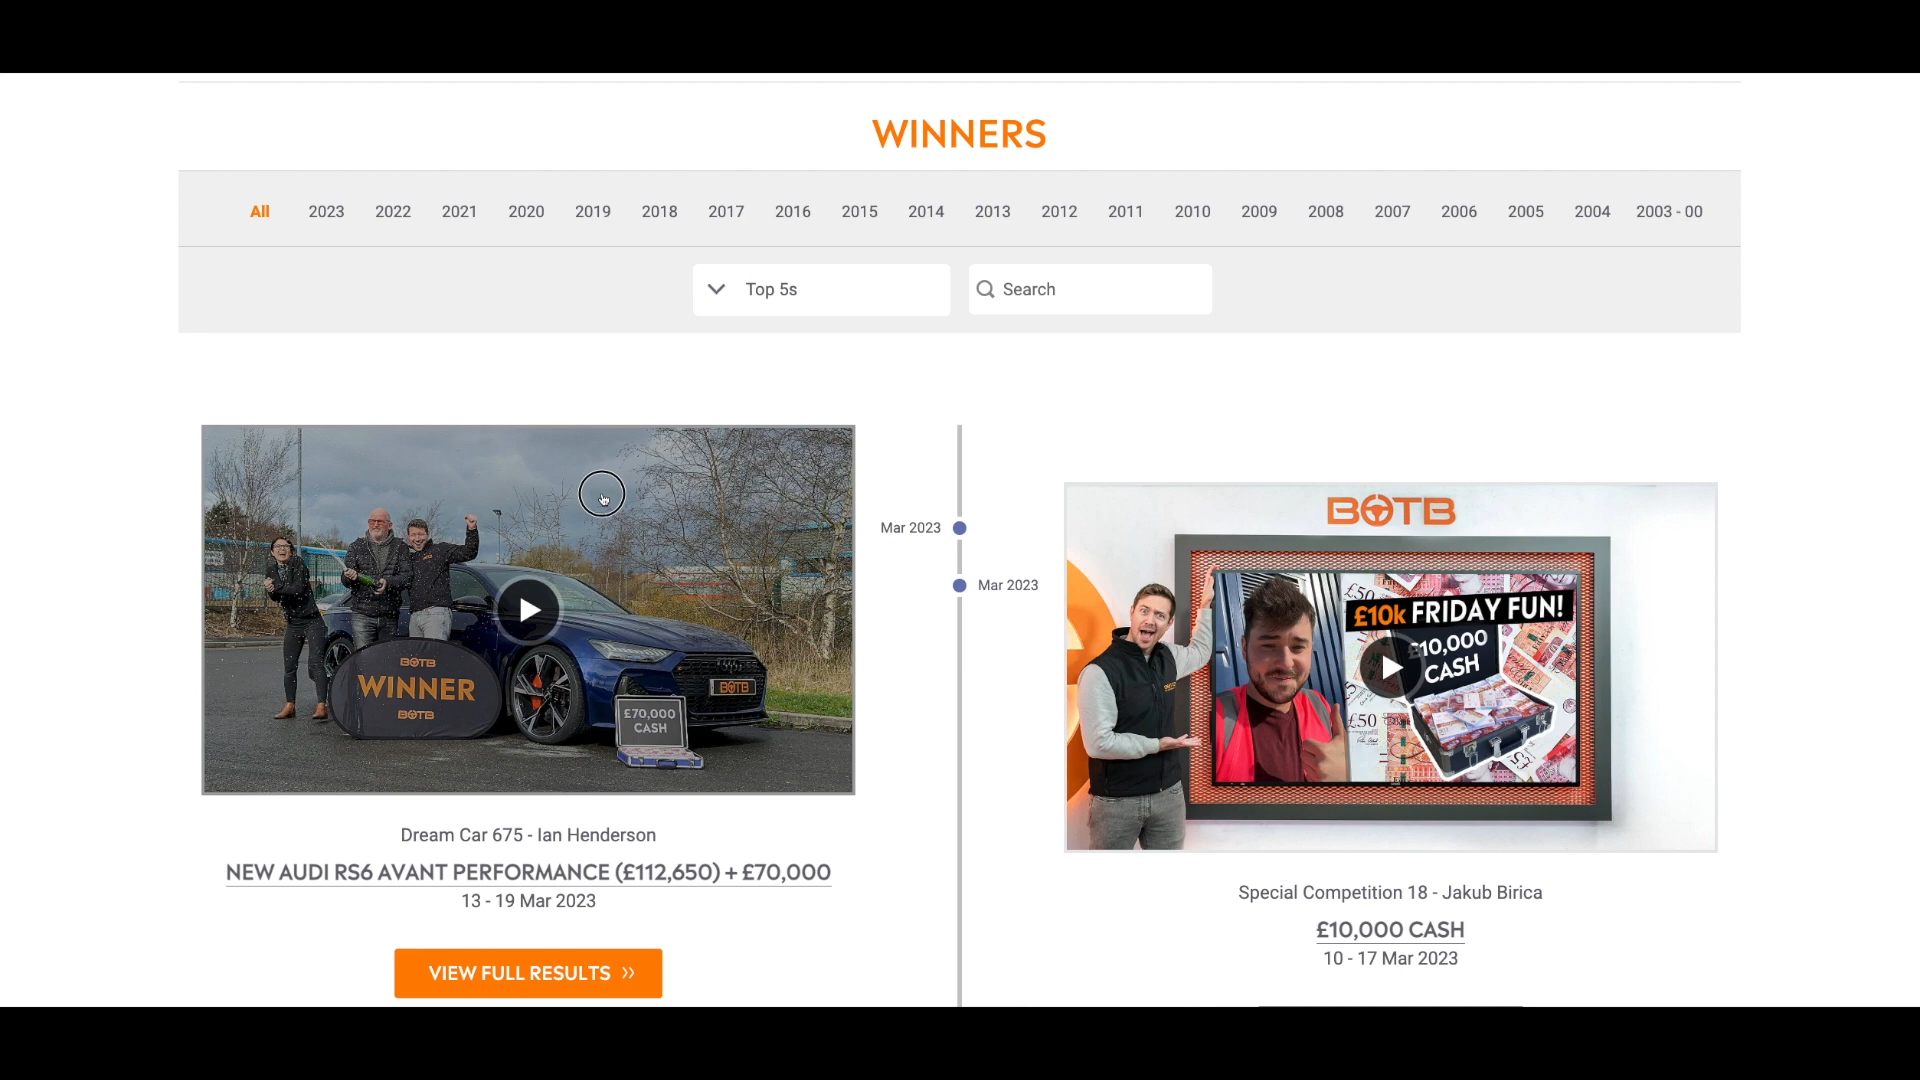 WINNERS
All 2023 2022 2021 2020 2019 2018 2017 2016 2015 2014 2013 2012 2011 2010 2009 2008 2007 2006 2005 2004 2003 - 00
Top 5s
Search
BOTB
WINNER
BOTB
BOTB
£70,000
CASH
Mar 2023
Mar 2023
BOTB
£10k FRIDAY FUN!
£10,000
CASH
£50
£50
£5
Dream Car 675 - Ian Henderson
NEW AUDI RS6 AVANT PERFORMANCE (£112,650) + £70,000
13 - 19 Mar 2023
VIEW FULL RESULTS »
Special Competition 18 - Jakub Birica
£10,000 CASH
10 - 17 Mar 2023